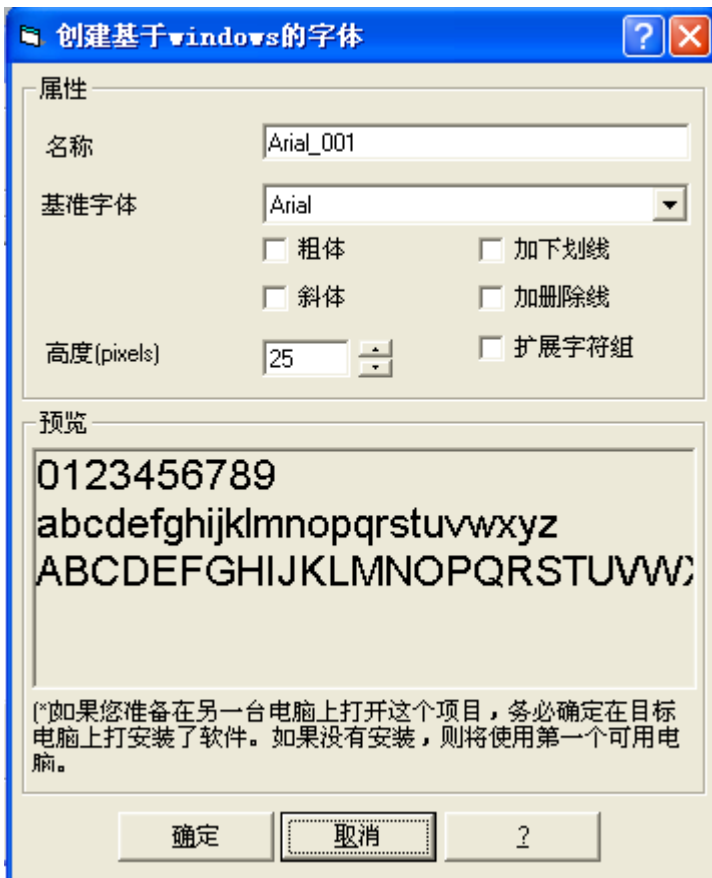 创建基于windows的字体
属性
名称
Arial_001
基准字体
Arial
粗体
加下划线
斜体
加删除线
高度(pixels)
25
扩展字符组
预览
0123456789
abcdefghijklmnopqrstuvwxyz
ABCDEFGHIJKLMNOPQRSTUVWX
(*)如果您准备在另一台电脑上打开这个项目，务必确定在目标
电脑上打安装了软件。如果没有安装，则将使用第一个可用电
脑。
确定
取消
?